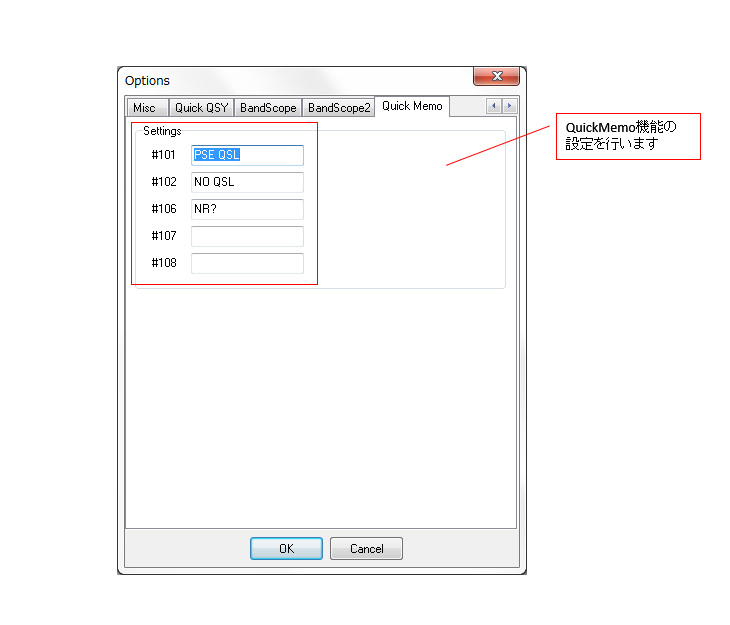 Options
Misc Quick QSY BandScope BandScope2 Quick Memo
Settings
#101 PSE QSL
#102 NO QSL
#106 NR?
#107
#108
QuickMemo機能の
設定を行います
OK Cancel